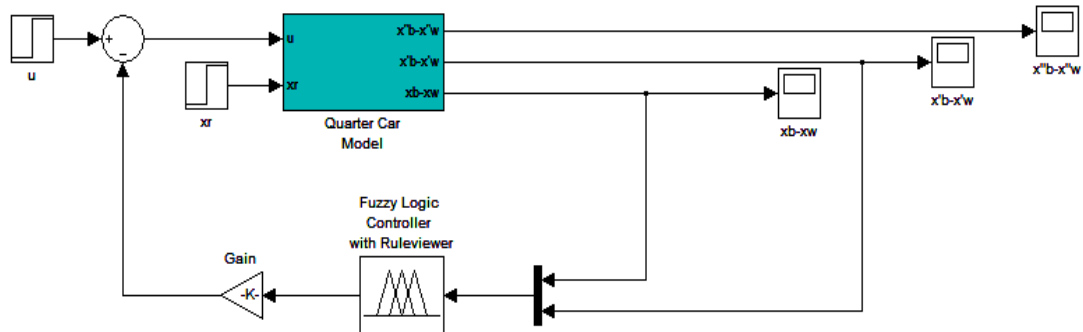 u
+
−
xr
u
xr
x''b-x''w
x'b-x'w
xb-xw
Quarter Car
Model
xb-xw
x'b-x'w
x''b-x''w
Fuzzy Logic
Controller
with Ruleviewer
Gain
-K-